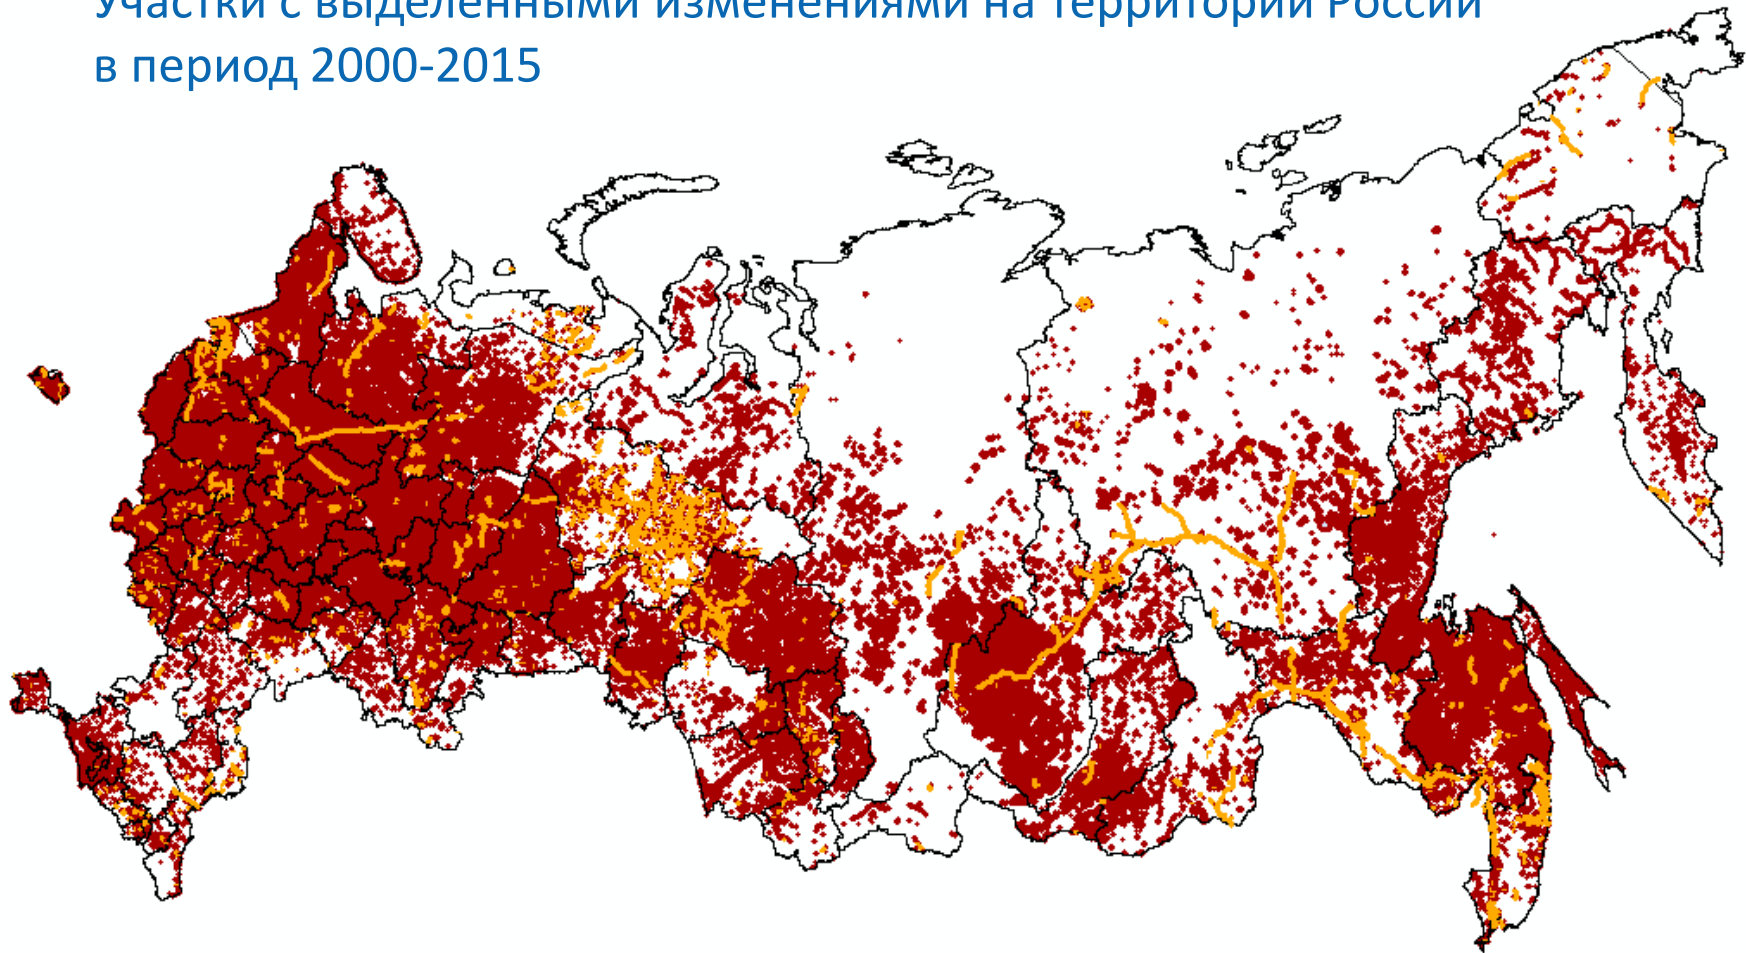 Участки с выделенными изменениями на территории России
в период 2000-2015